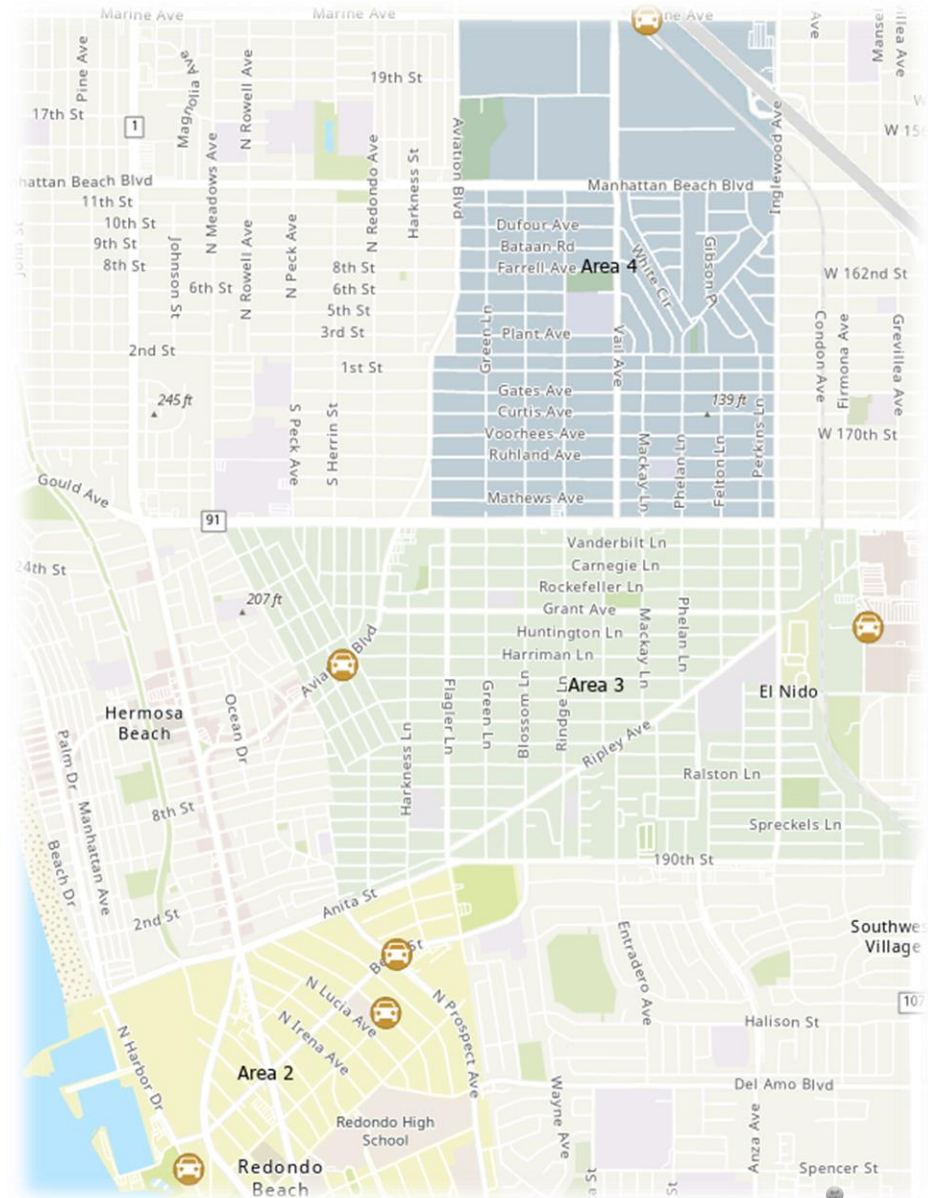 Marine Ave
Marine Ave
ne Ave
Ave
Mansel
illea Ave
Pine Ave
Magnolia Ave
N Rowell Ave
19th St
17th St
1
W 15
Aviation Blvd
Inglewood Ave
N Meadows Ave
N Redondo Ave
Harkness St
hattan Beach Blvd
Manhattan Beach Blvd
11th St
10th St
9th St
8th St
Johnson St
6th St
N Rowell Ave
N Peck Ave
8th St
6th St
5th St
3rd St
2nd St
1st St
Dufour Ave
Bataan Rd
Farrell Ave
Area 4
White Cir
Gibson Pl
W 162nd St
Green Ln
Plant Ave
Vail Ave
Condon Ave
Firmona Ave
Grevillea Ave
245 ft
139 ft
Gates Ave
Curtis Ave
Voorhees Ave
Ruhland Ave
Mathews Ave
S Peck Ave
S Herrin St
Mackay Ln
Phelan Ln
Felton Ln
Perkins Ln
W 170th St
Gould Ave
91
24th St
207 ft
Vanderbilt Ln
Carnegie Ln
Rockefeller Ln
Grant Ave
Huntington Ln
Harriman Ln
Mackay Ln
Phelan Ln
Avia Blvd
Area 3
El Nido
Hermosa
Beach
Ocean Dr
Flagler Ln
Green Ln
Blossom Ln
Ripley Ave
Harkness Ln
Palm Dr
Manhattan Ave
Beach Dr
8th St
Ralston Ln
Spreckels Ln
190th St
2nd St
Anita St
Southwes
Village
Entradero Ave
107
Be St
N Lucia Ave
N Irena Ave
N Prospect Ave
N Harbor Dr
Halison St
Area 2
Del Amo Blvd
Wayne Ave
Anza Ave
Redondo High
School
Redondo
Beach
Spencer St